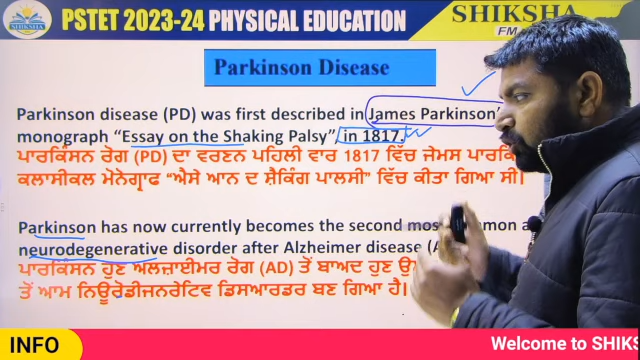 SHIKSHA
PSTET 2023-24 PHYSICAL EDUCATION
SHIKSHA
FM
Parkinson Disease
Parkinson disease (PD) was first described in James Parkinson
monograph “Essay on the Shaking Palsy”, in 1817.
ਪਾਰਕਿੰਸਨ ਰੋਗ (PD) ਦਾ ਵਰਣਨ ਪਹਿਲੀ ਵਾਰ 1817 ਵਿੱਚ ਜੇਮਸ
ਕਲਾਸੀਕਲ ਮੋਨੋਗ੍ਰਾਫ “ਐਸੇ ਆਨ ਦ ਸ਼ੈਕਿੰਗ ਪਾਲਸੀ” ਵਿੱਚ ਕੀਤਾ ਗਿਆ ਸੀ।
Parkinson has now currently becomes the second most common
neurodegenerative disorder after Alzheimer disease
ਪਾਰਕਿਸਨ ਹੁਣ ਅਲਜ਼ਾਈਮਰ ਰੋਗ (AD) ਤੋਂ ਬਾਅਦ ਹੁਣ
ਤੋਂ ਆਮ ਨਿਊਰੋਡੀਜਨਰੇਟਿਵ ਡਿਸਆਰਡਰ ਬਣ ਗਿਆ ਹੈ।
INFO
Welcome to SHIKS